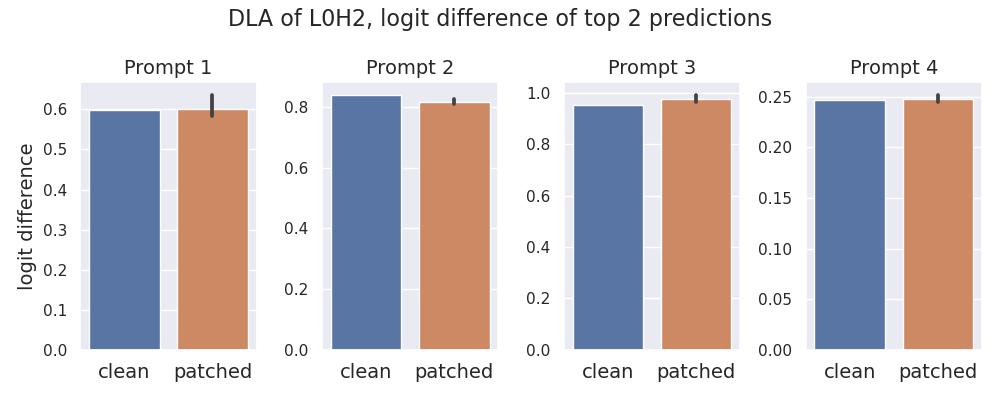 DLA of L0H2, logit difference of top 2 predictions
Prompt 1
Prompt 2
Prompt 3
Prompt 4
logit difference
0.6
0.5
0.4
0.3
0.2
0.1
0.0
clean patched
0.8
0.6
0.4
0.2
0.0
clean patched
1.0
0.8
0.6
0.4
0.2
0.0
clean patched
0.25
0.20
0.15
0.10
0.05
0.00
clean patched